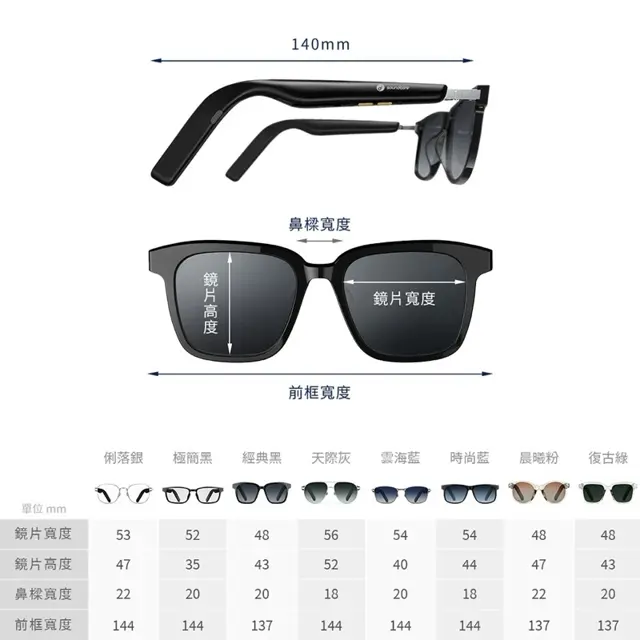 140mm
soundcore
鼻樑寬度
鏡片高度
鏡片寬度
前框寬度
俐落銀 極簡黑 經典黑 天際灰 雲海藍 時尚藍 晨曦粉 復古綠
單位 mm
鏡片寬度 53 52 48 56 54 54 48 48
鏡片高度 47 35 43 52 40 44 47 43
鼻樑寬度 22 20 20 18 20 18 22 20
前框寬度 144 144 137 144 144 144 137 137